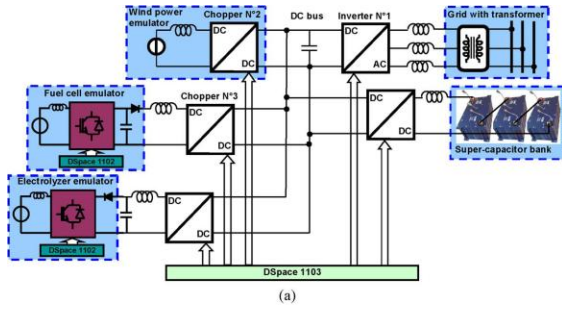 Wind power emulator
Chopper N°2
DC bus
Inverter N°1
Grid with transformer
DC
DC
DC
AC
Fuel cell emulator
Chopper N°3
DC
DC
DSpace 1102
DC
DC
Super-capacitor bank
Electrolyzer emulator
DC
DC
DSpace 1102
DSpace 1103
(a)